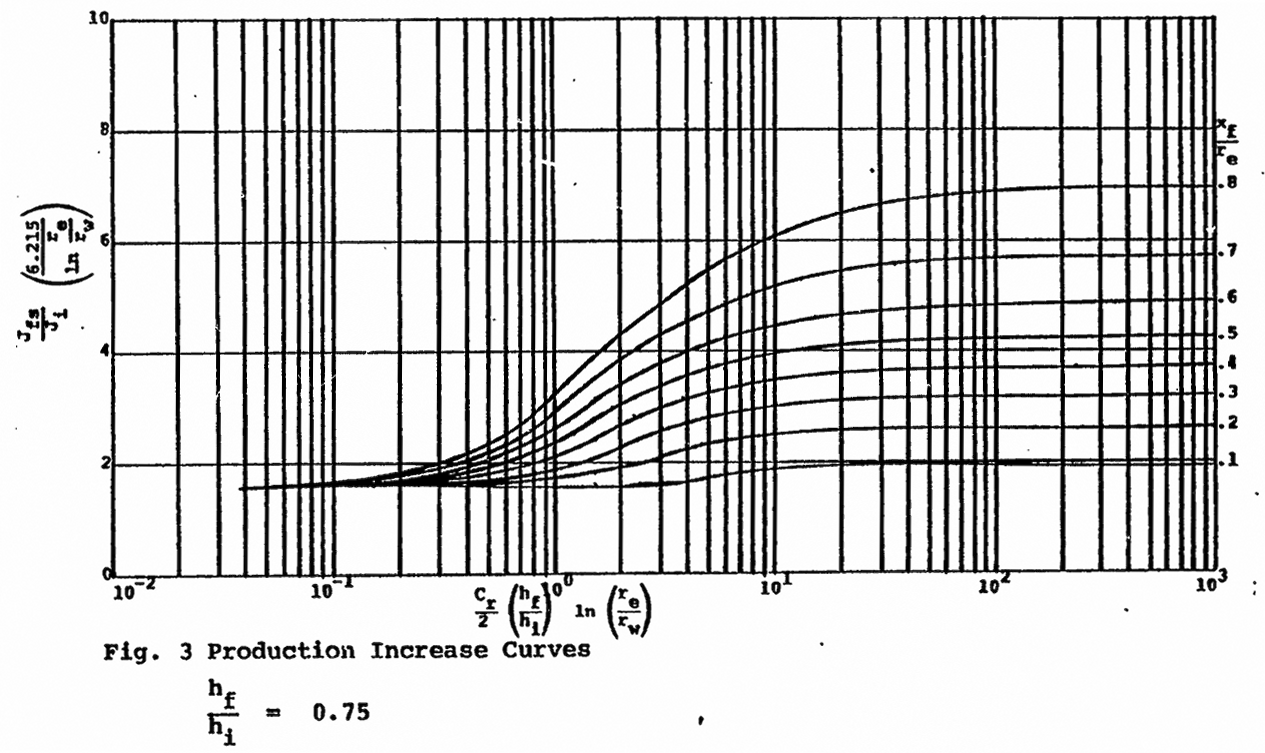 10
8
6
4
2
0
J_fs / J_i (6.215 / ln r_e / r_w)
x_f / r_e
.8
.7
.6
.5
.4
.3
.2
.1
10^-2 10^-1 10^0 10^1 10^2 10^3
C_r / 2 (h_f / h_i) ln (r_e / r_w)
Fig. 3 Production Increase Curves
h_f / h_i = 0.75